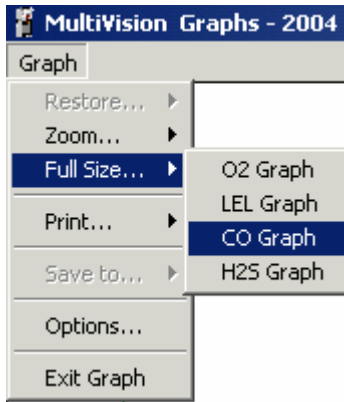 MultiVision Graphs - 2004
Graph
Restore...
Zoom...
Full Size...
O2 Graph
LEL Graph
CO Graph
H2S Graph
Print...
Save to...
Options...
Exit Graph